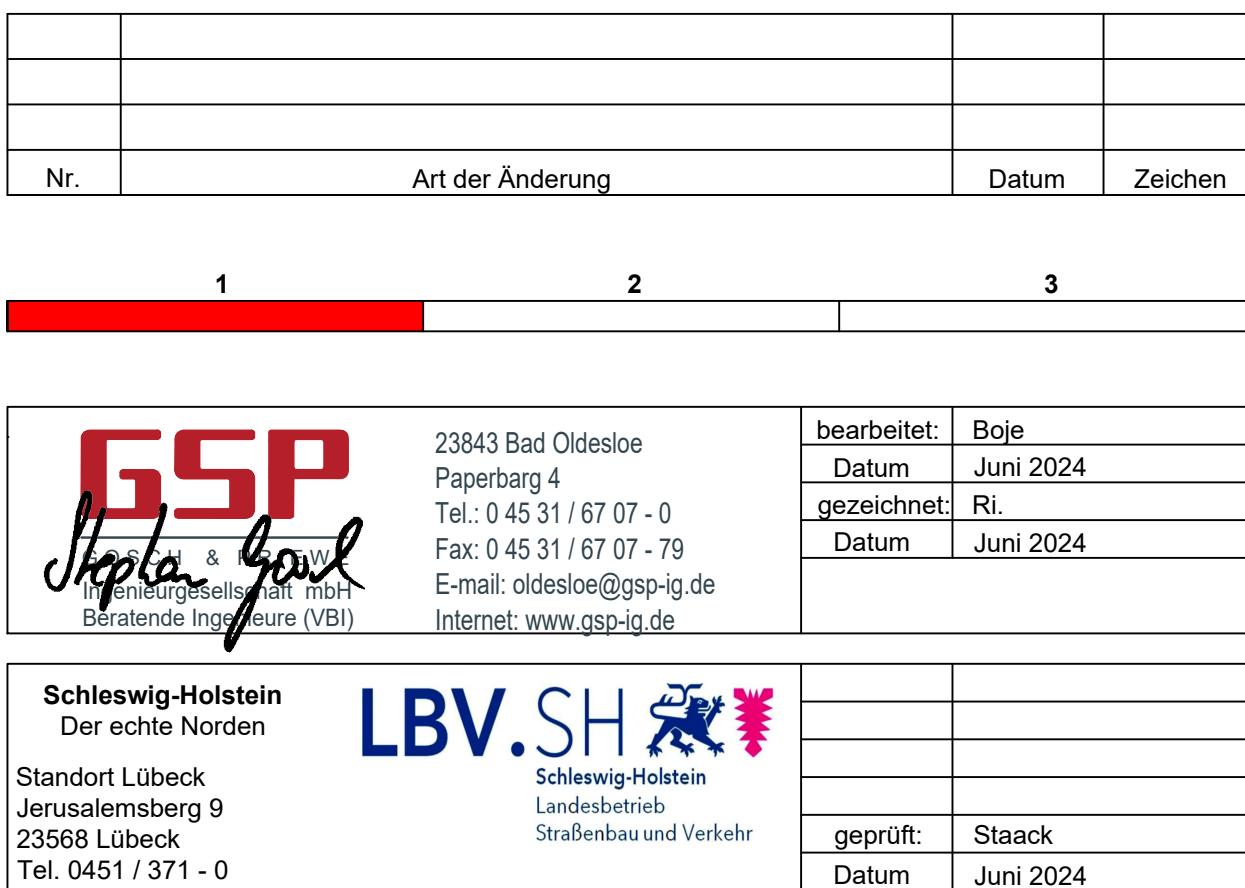 Nr. Art der Änderung Datum Zeichen
1 2 3
GSP
Stephan Gosch
GOSCH & PRIEWE
Ingenieurgesellschaft mbH
Beratende Ingenieure (VBI)
23843 Bad Oldesloe
Paperbarg 4
Tel.: 0 45 31 / 67 07 - 0
Fax: 0 45 31 / 67 07 - 79
E-mail: oldesloe@gsp-ig.de
Internet: www.gsp-ig.de
bearbeitet: Boje
Datum Juni 2024
gezeichnet: Ri.
Datum Juni 2024
Schleswig-Holstein
Der echte Norden
Standort Lübeck
Jerusalemsberg 9
23568 Lübeck
Tel. 0451 / 371 - 0
LBV.SH
Schleswig-Holstein
Landesbetrieb
Straßenbau und Verkehr
geprüft: Staack
Datum Juni 2024